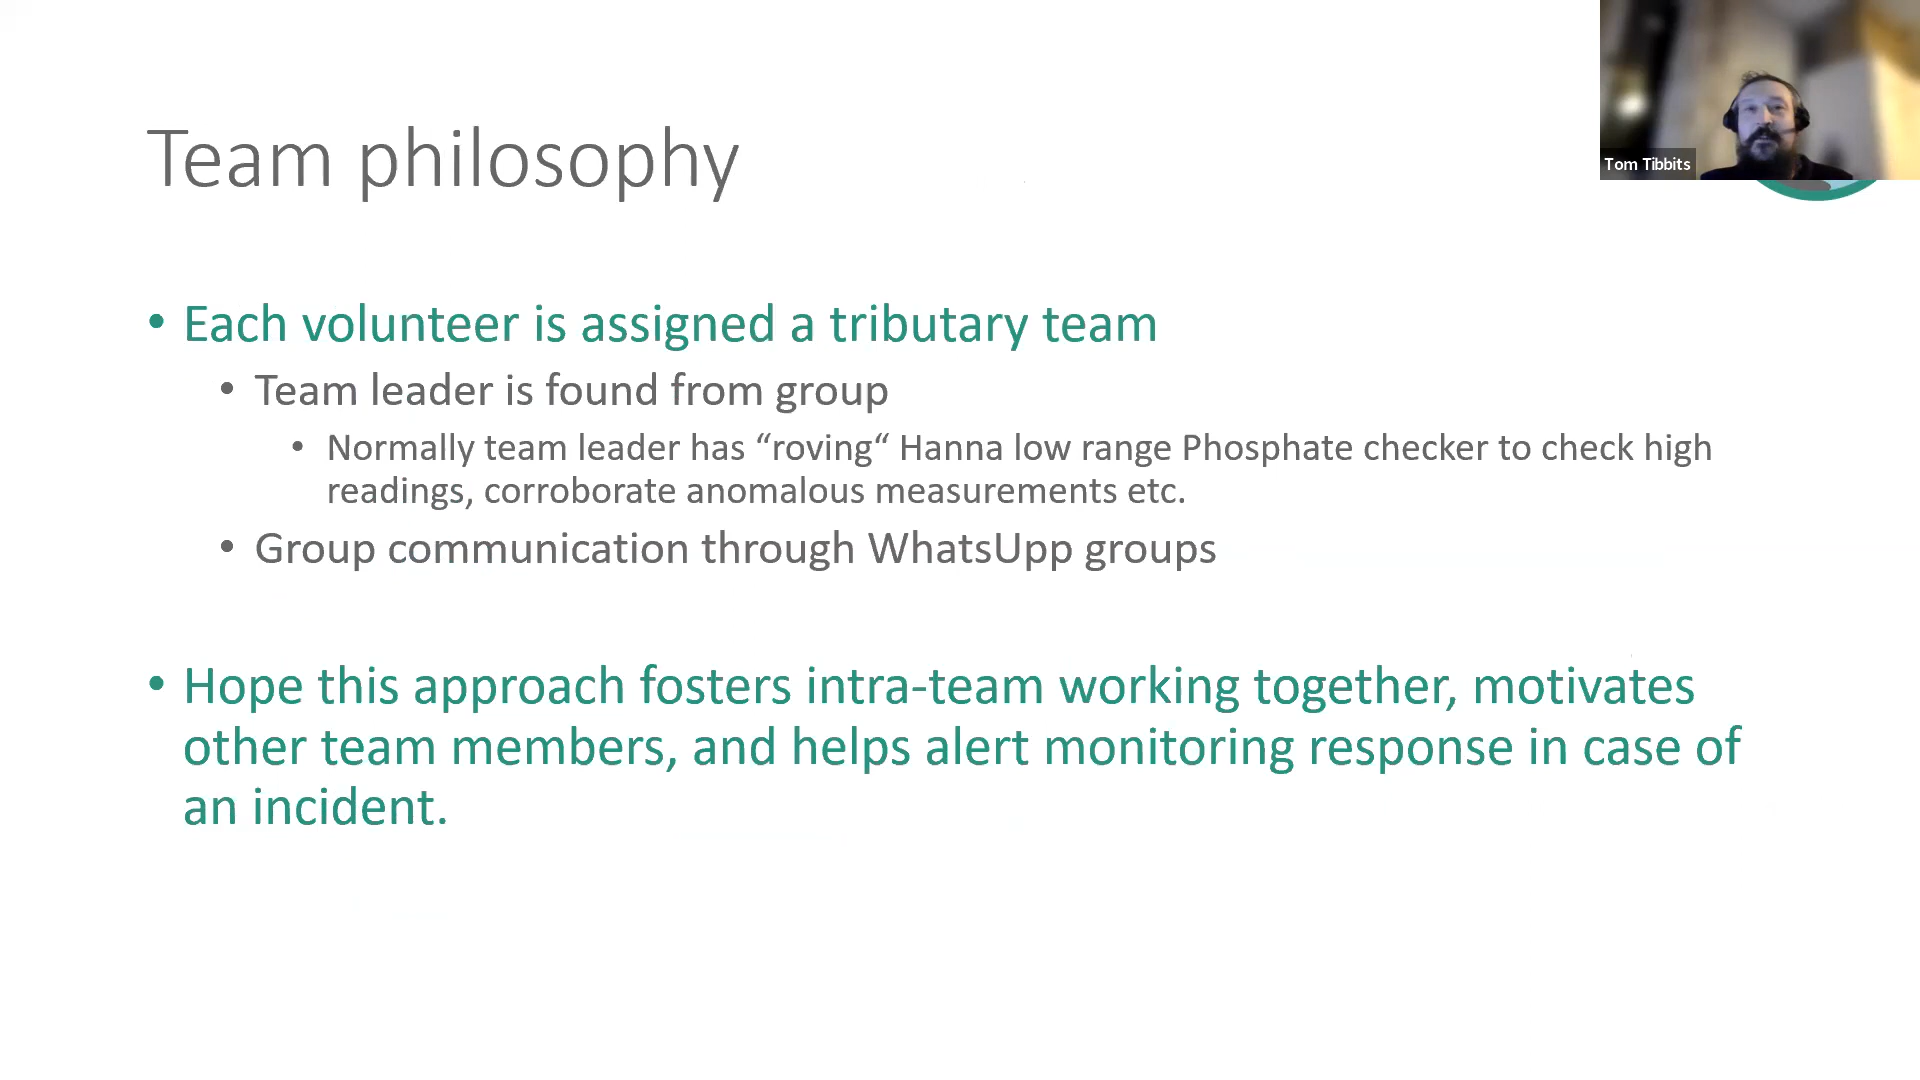 Team philosophy
Tom Tibbits
• Each volunteer is assigned a tributary team
• Team leader is found from group
• Normally team leader has “roving“ Hanna low range Phosphate checker to check high
readings, corroborate anomalous measurements etc.
• Group communication through WhatsUpp groups
• Hope this approach fosters intra-team working together, motivates
other team members, and helps alert monitoring response in case of
an incident.